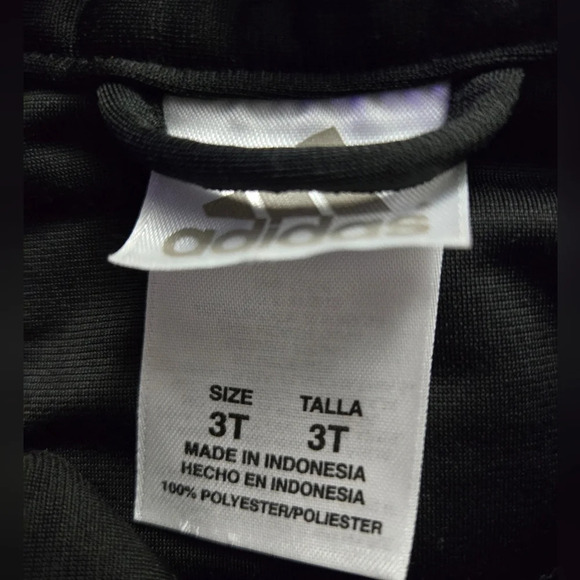 adidas
SIZE TALLA
3T 3T
MADE IN INDONESIA
HECHO EN INDONESIA
100% POLYESTER/POLIESTER